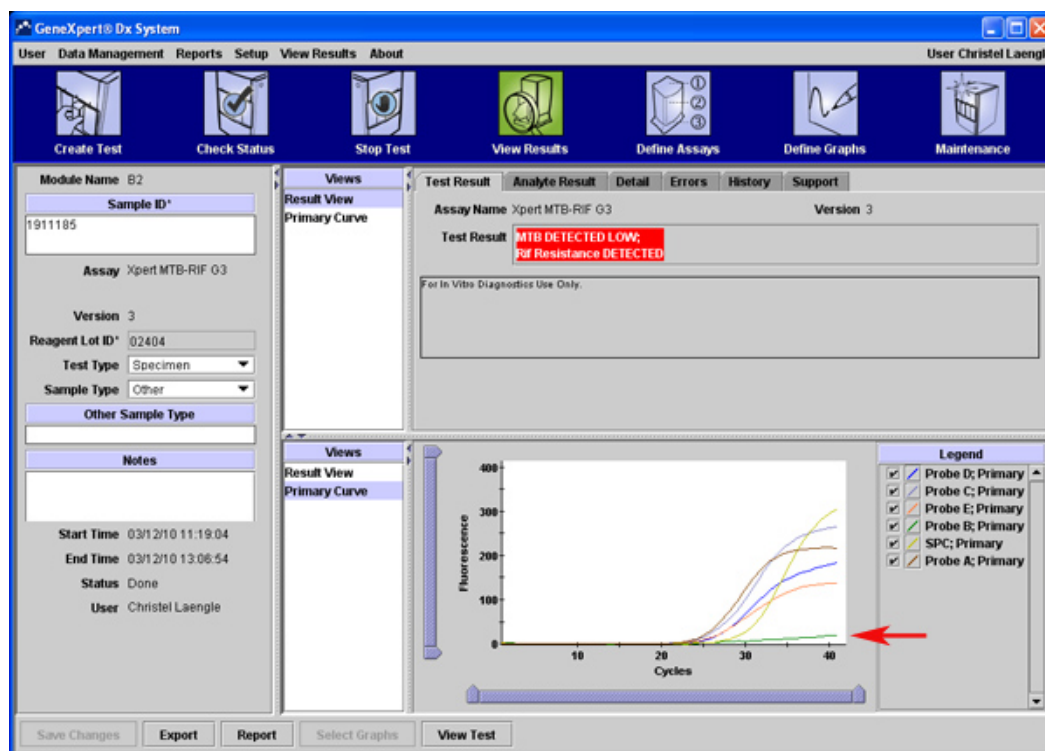 GeneXpert® Dx System
User Data Management Reports Setup View Results About
User Christel Laengl
Create Test
Check Status
Stop Test
View Results
Define Assays
Define Graphs
Maintenance
Module Name B2
Sample ID*
1911185
Assay Xpert MTB-RIF G3
Version 3
Reagent Lot ID* 02404
Test Type Specimen
Sample Type Other
Other Sample Type
Notes
Start Time 03/12/10 11:19:04
End Time 03/12/10 13:06:54
Status Done
User Christel Laengle
Views
Result View
Primary Curve
Test Result Analyte Result Detail Errors History Support
Assay Name Xpert MTB-RIF G3 Version 3
Test Result MTB DETECTED LOW;
Rif Resistance DETECTED
For In Vitro Diagnostics Use Only.
Views
Result View
Primary Curve
Fluorescence
400
300
200
100
0
10 20 30 40
Cycles
Legend
Probe D; Primary
Probe C; Primary
Probe E; Primary
Probe B; Primary
SPC; Primary
Probe A; Primary
Save Changes Export Report Select Graphs View Test
① 
②
③